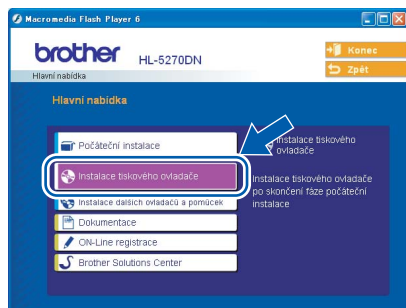 Macromedia Flash Player 6
brother
HL-5270DN
Konec
Zpět
Hlavní nabídka
Hlavní nabídka
Počáteční instalace
Instalace tiskového ovladače
Instalace dalších ovladačů a pomůcek
Dokumentace
ON-Line registrace
Brother Solutions Center
Instalace tiskového
ovladače
Instalace tiskového ovladače
po skončení fáze počáteční
instalace